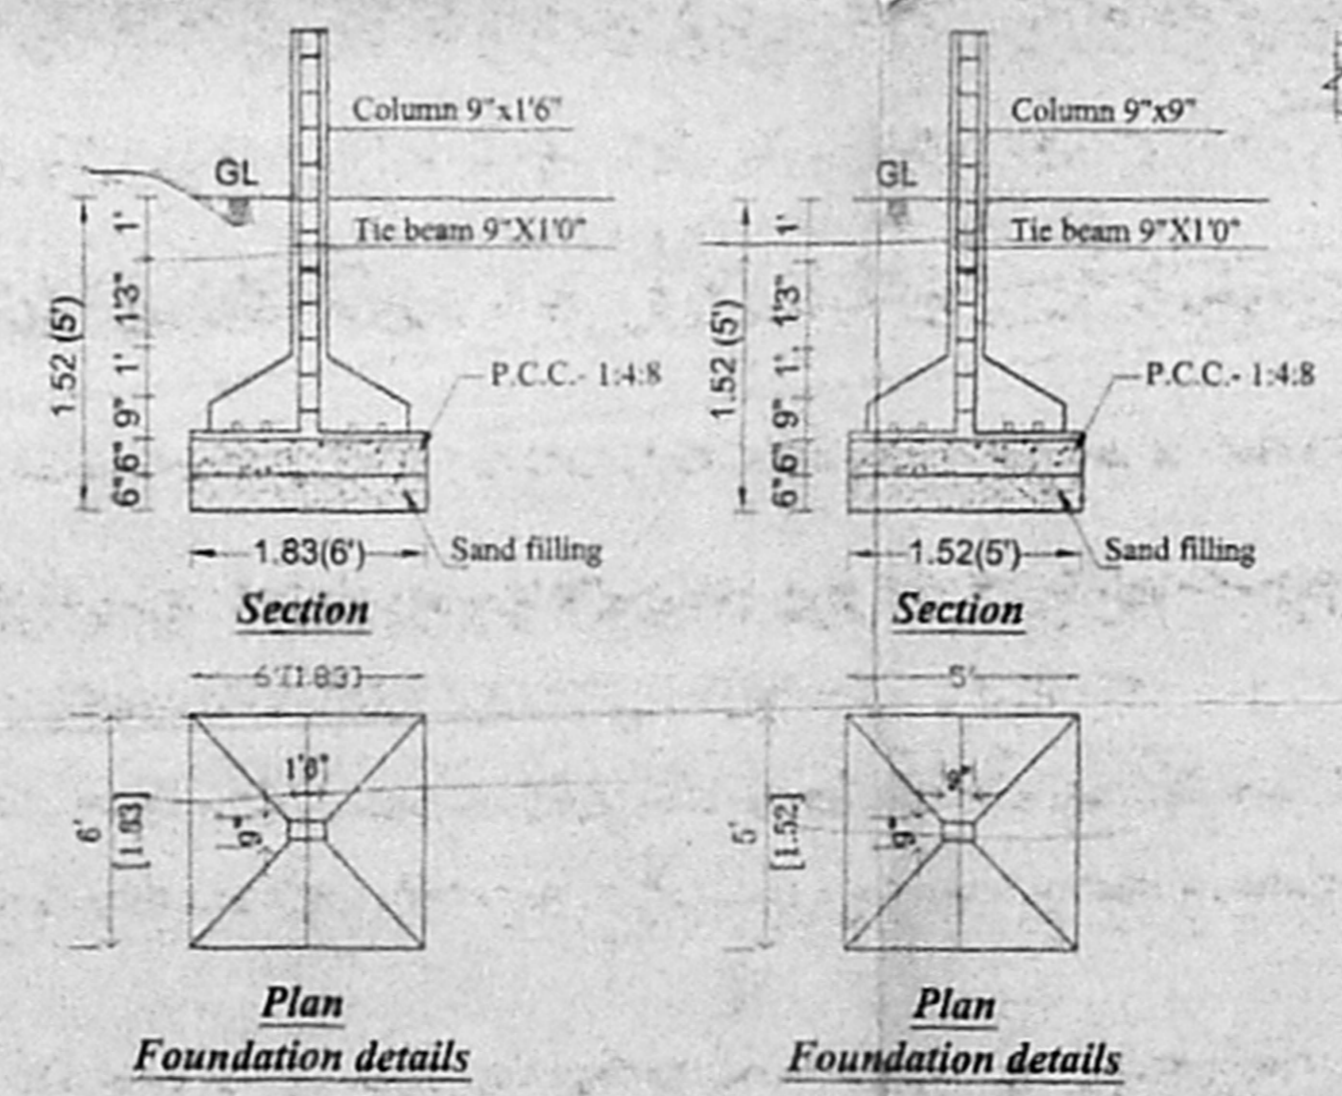 Column 9"x1'6"
GL
Tie beam 9"X1'0"
1.52 (5')
1'
1'3"
1'
9"
6"
6"
P.C.C.- 1:4:8
1.83(6')
Sand filling
Section
6'[1.83]
1'6"
9"
6'
[1.83]
Plan
Foundation details
Column 9"x9"
GL
Tie beam 9"X1'0"
1.52 (5')
1'
1'3"
1'
9"
6"
6"
P.C.C.- 1:4:8
1.52(5')
Sand filling
Section
5'
9"
9"
5'
[1.52]
Plan
Foundation details